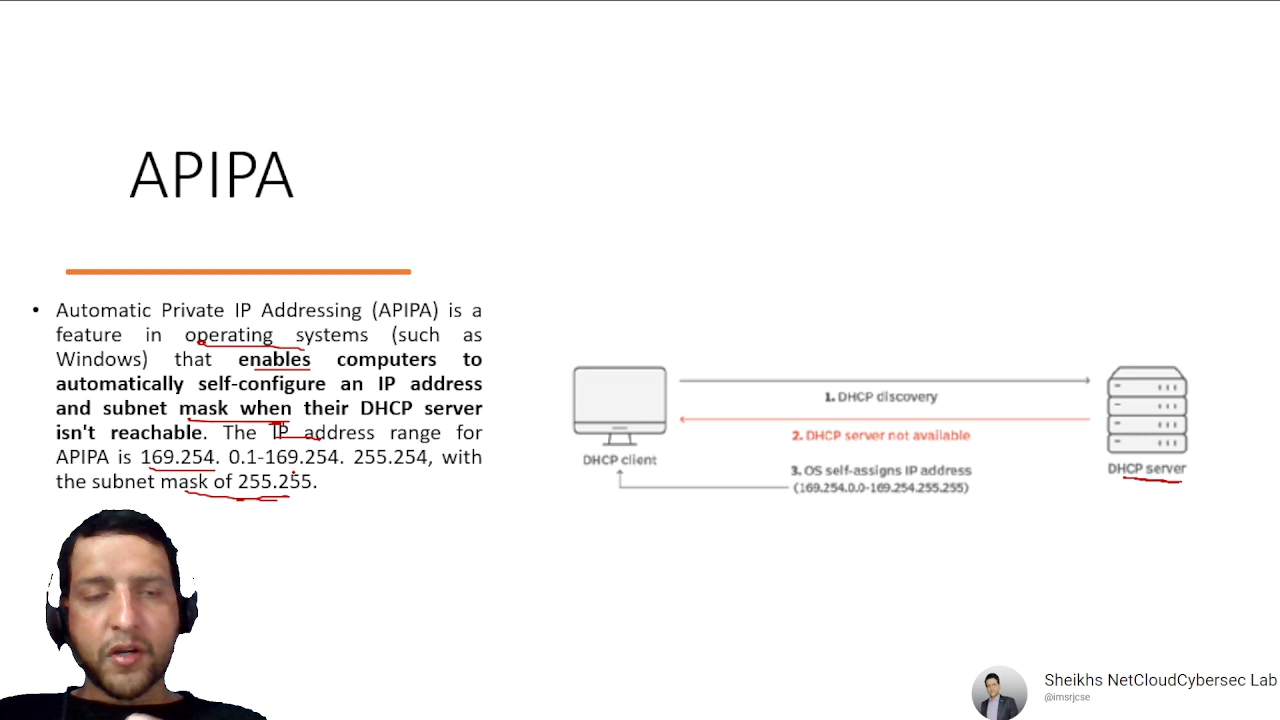 APIPA
• Automatic Private IP Addressing (APIPA) is a
feature in operating systems (such as
Windows) that enables computers to
automatically self-configure an IP address
and subnet mask when their DHCP server
isn't reachable. The IP address range for
APIPA is 169.254. 0.1-169.254. 255.254, with
the subnet mask of 255.255.
1. DHCP discovery
2. DHCP server not available
DHCP client
3. OS self-assigns IP address
(169.254.0.0-169.254.255.255)
DHCP server
Sheikhs NetCloudCybersec Lab
@imsrjcse